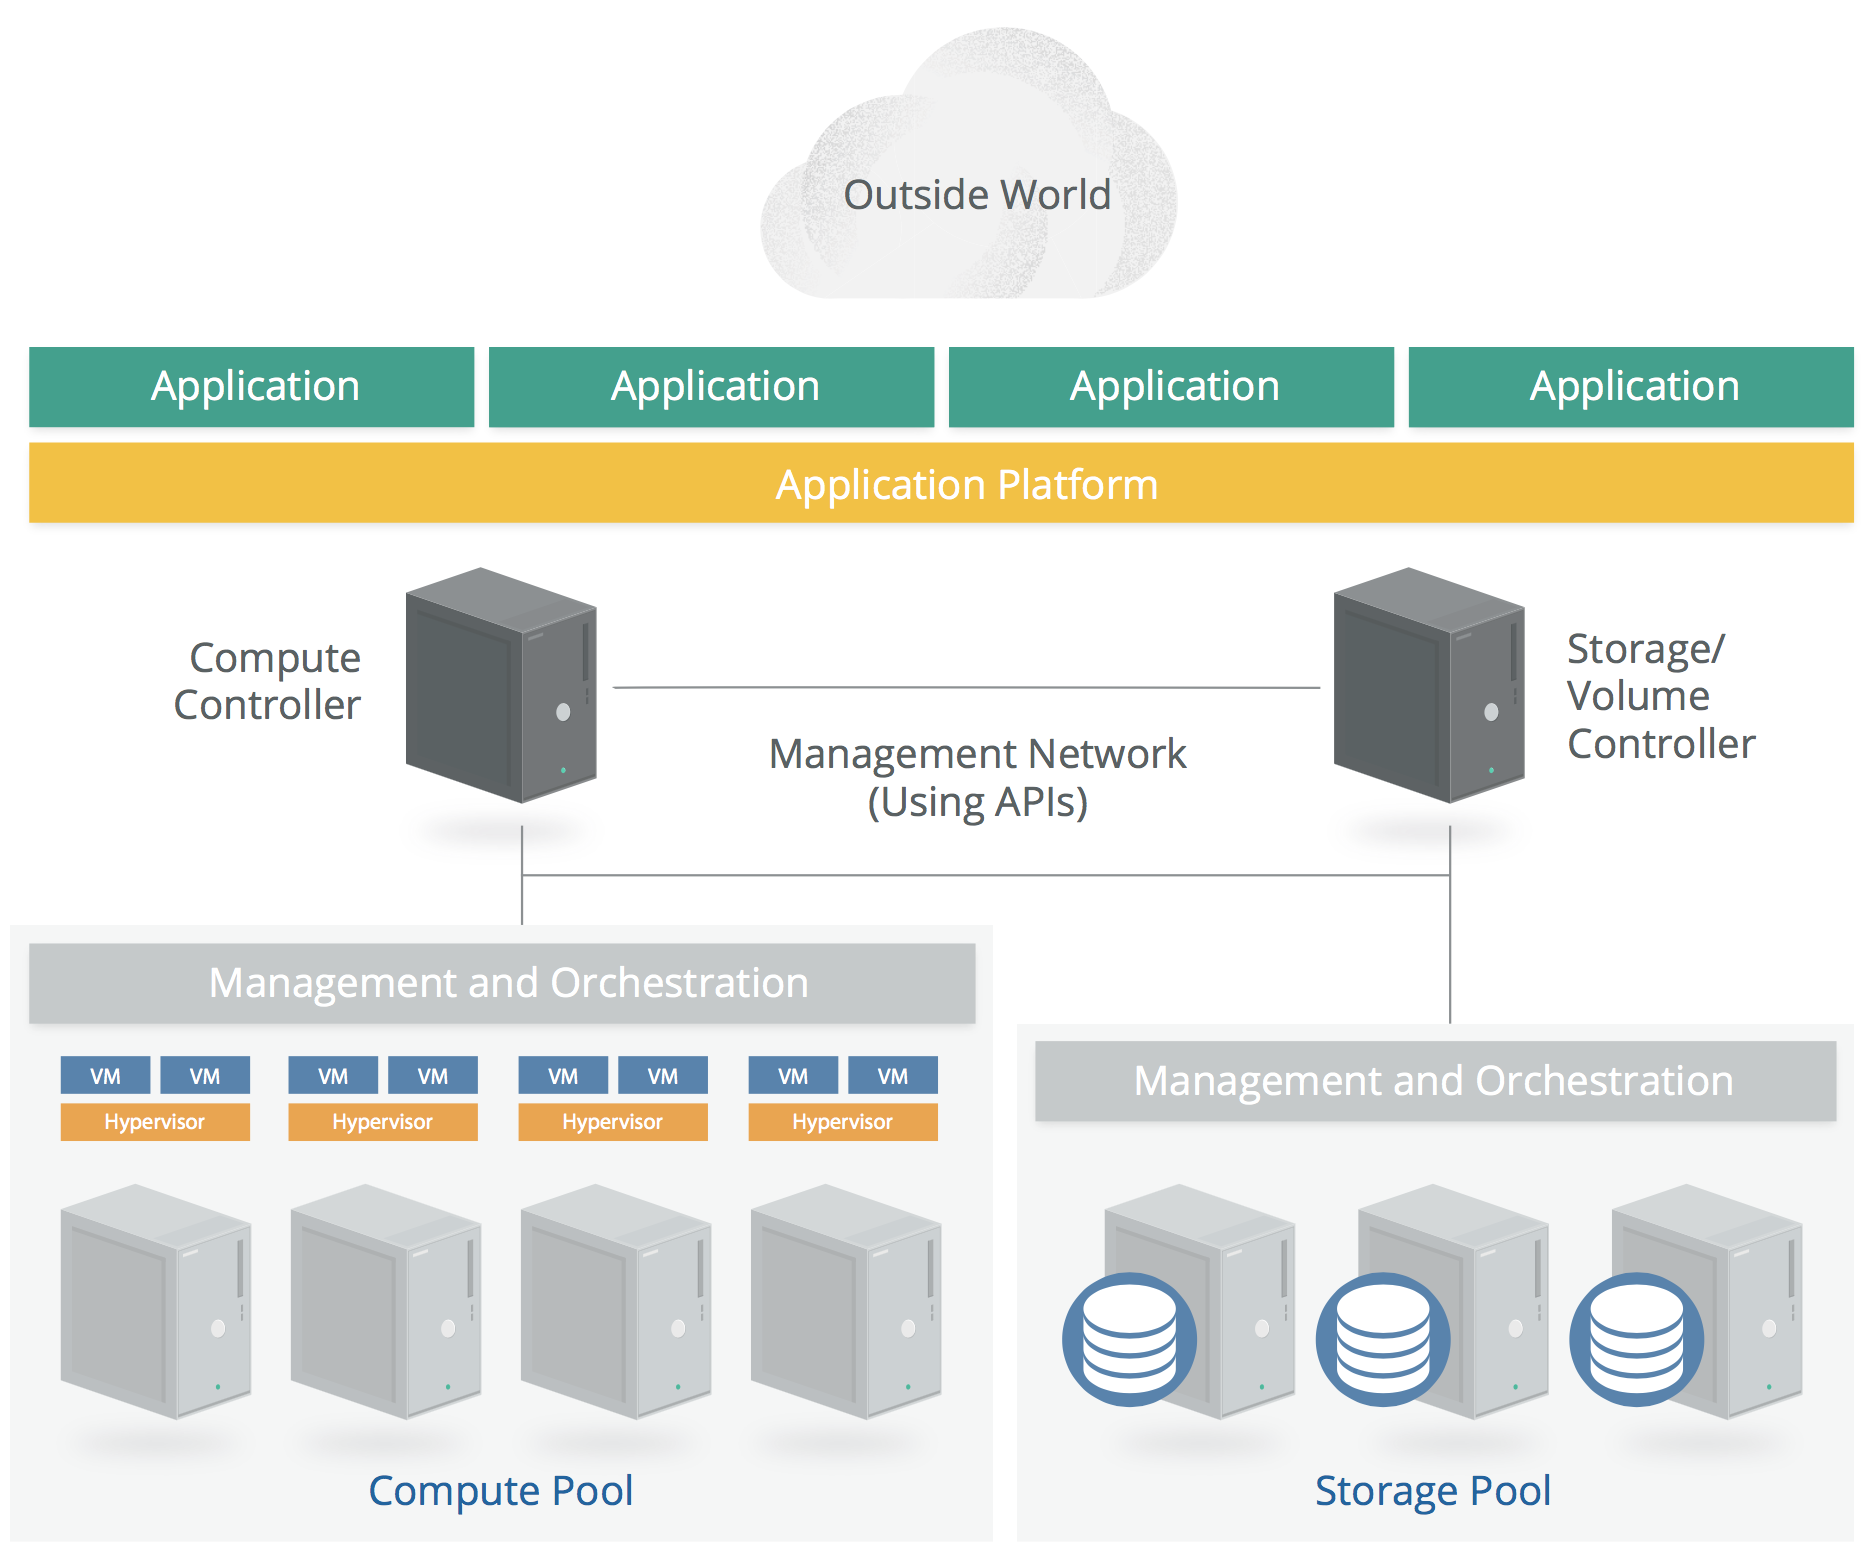 Outside World
Application
Application
Application
Application
Application Platform
Compute
Controller
Storage/
Volume
Controller
Management Network
(Using APIs)
Management and Orchestration
VM
VM
VM
VM
VM
VM
VM
VM
Hypervisor
Hypervisor
Hypervisor
Hypervisor
Compute Pool
Management and Orchestration
Storage Pool